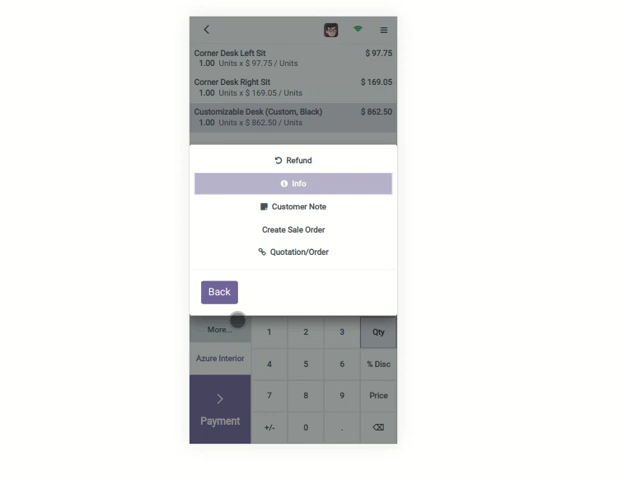 Corner Desk Left Sit $ 97.75
1.00 Units x $ 97.75 / Units
Corner Desk Right Sit $ 169.05
1.00 Units x $ 169.05 / Units
Customizable Desk (Custom, Black) $ 862.50
1.00 Units x $ 862.50 / Units
Refund
Info
Customer Note
Create Sale Order
Quotation/Order
Back
More... 1 2 3 Qty
Azure Interior 4 5 6 % Disc
7 8 9 Price
Payment +/- 0 .